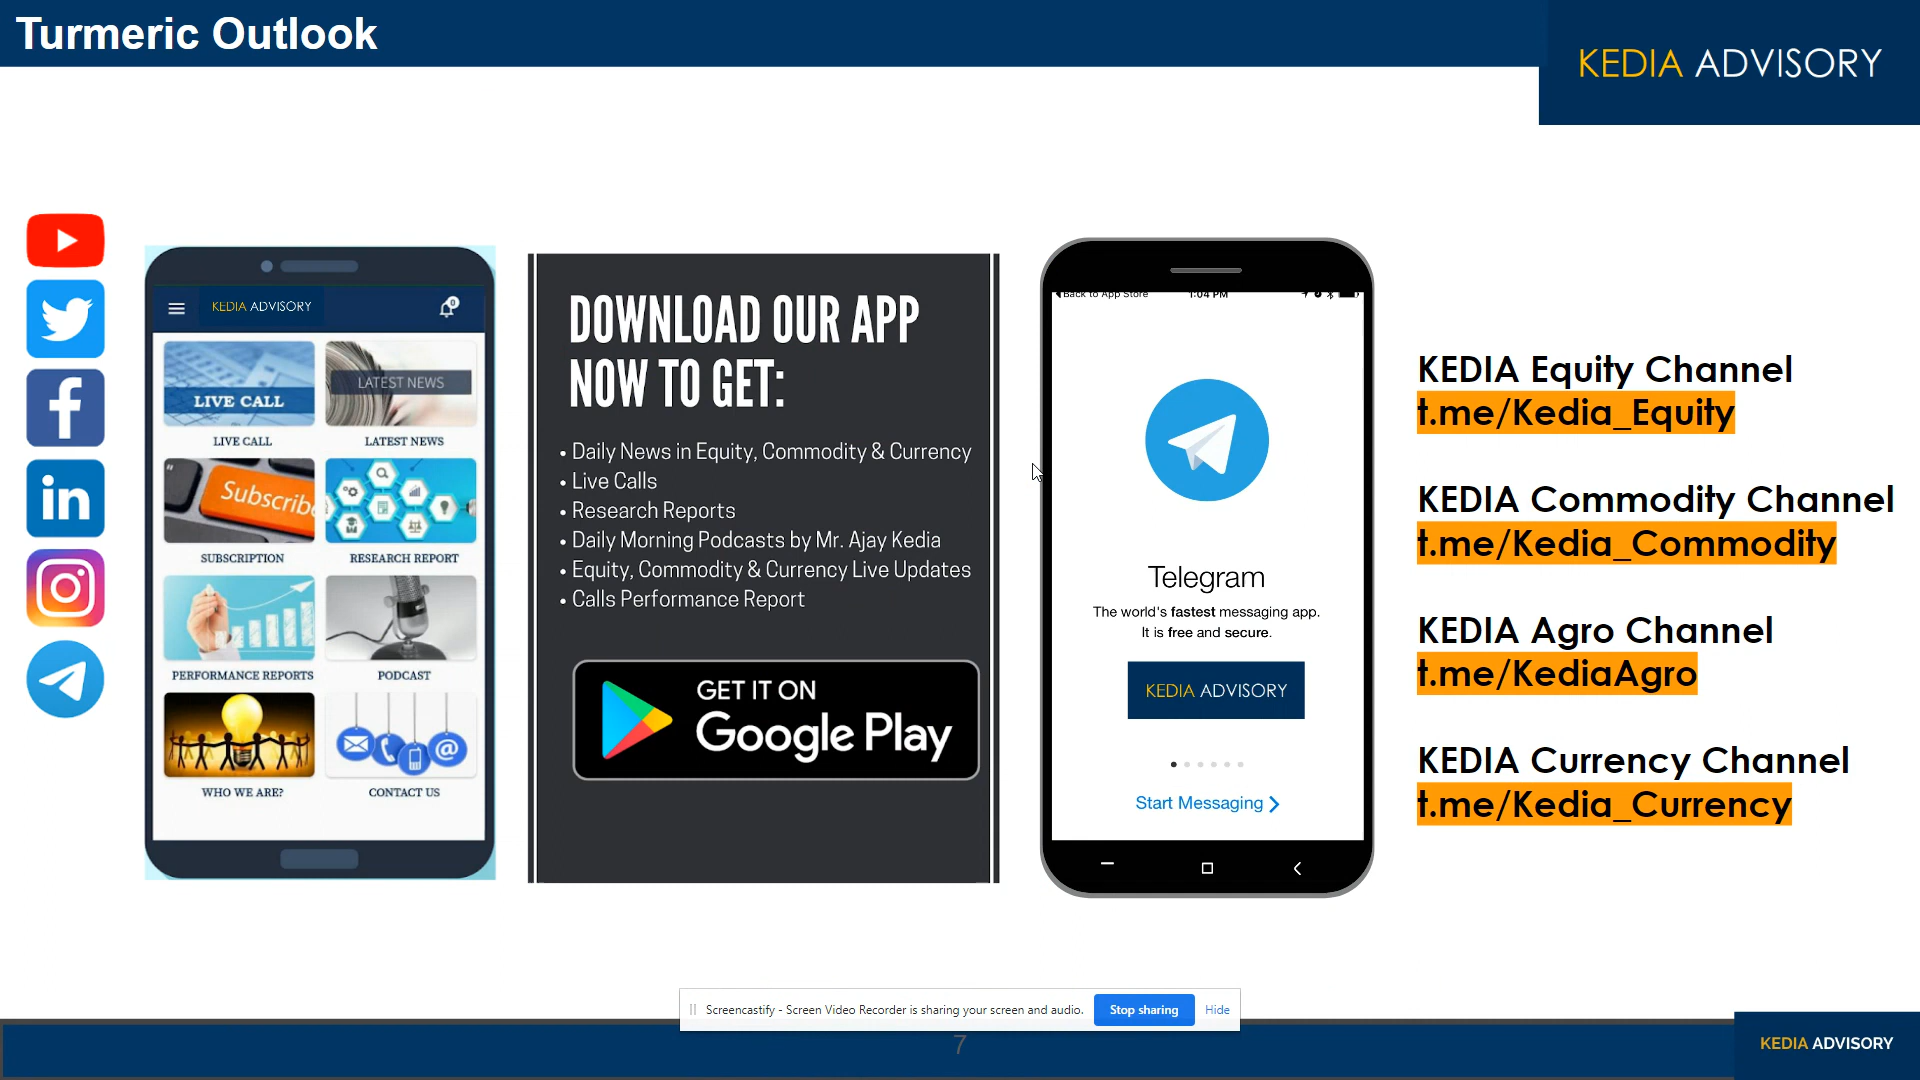 Turmeric Outlook
KEDIA ADVISORY
KEDIA ADVISORY
0
LIVE CALL
LATEST NEWS
LIVE CALL
LATEST NEWS
Subscribe
SUBSCRIPTION
RESEARCH REPORT
PERFORMANCE REPORTS
PODCAST
WHO WE ARE?
CONTACT US
DOWNLOAD OUR APP
NOW TO GET:
• Daily News in Equity, Commodity & Currency
• Live Calls
• Research Reports
• Daily Morning Podcasts by Mr. Ajay Kedia
• Equity, Commodity & Currency Live Updates
• Calls Performance Report
GET IT ON
Google Play
Back to App Store
1:04 PM
Telegram
The world's fastest messaging app.
It is free and secure.
KEDIA ADVISORY
Start Messaging
KEDIA Equity Channel
t.me/Kedia_Equity
KEDIA Commodity Channel
t.me/Kedia_Commodity
KEDIA Agro Channel
t.me/KediaAgro
KEDIA Currency Channel
t.me/Kedia_Currency
Screencastify - Screen Video Recorder is sharing your screen and audio.
Stop sharing
Hide
7
KEDIA ADVISORY